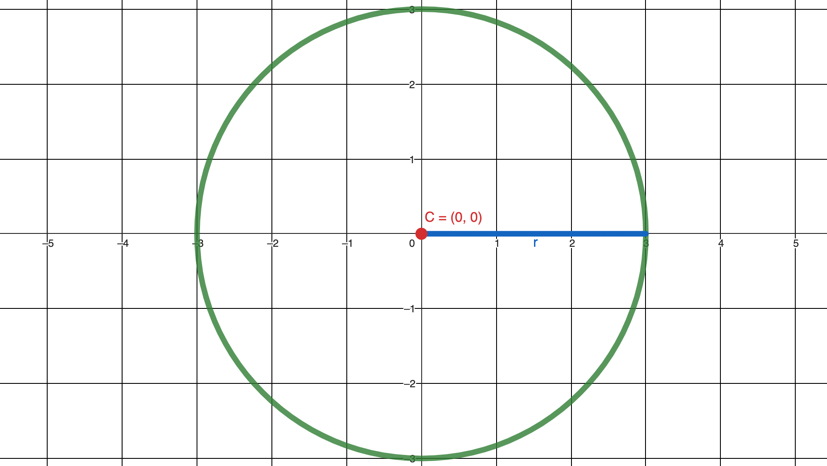 3
2
1
C = (0, 0)
–5 –4 –3 –2 –1 0 1 2 3 4 5
r
–1
–2
–3